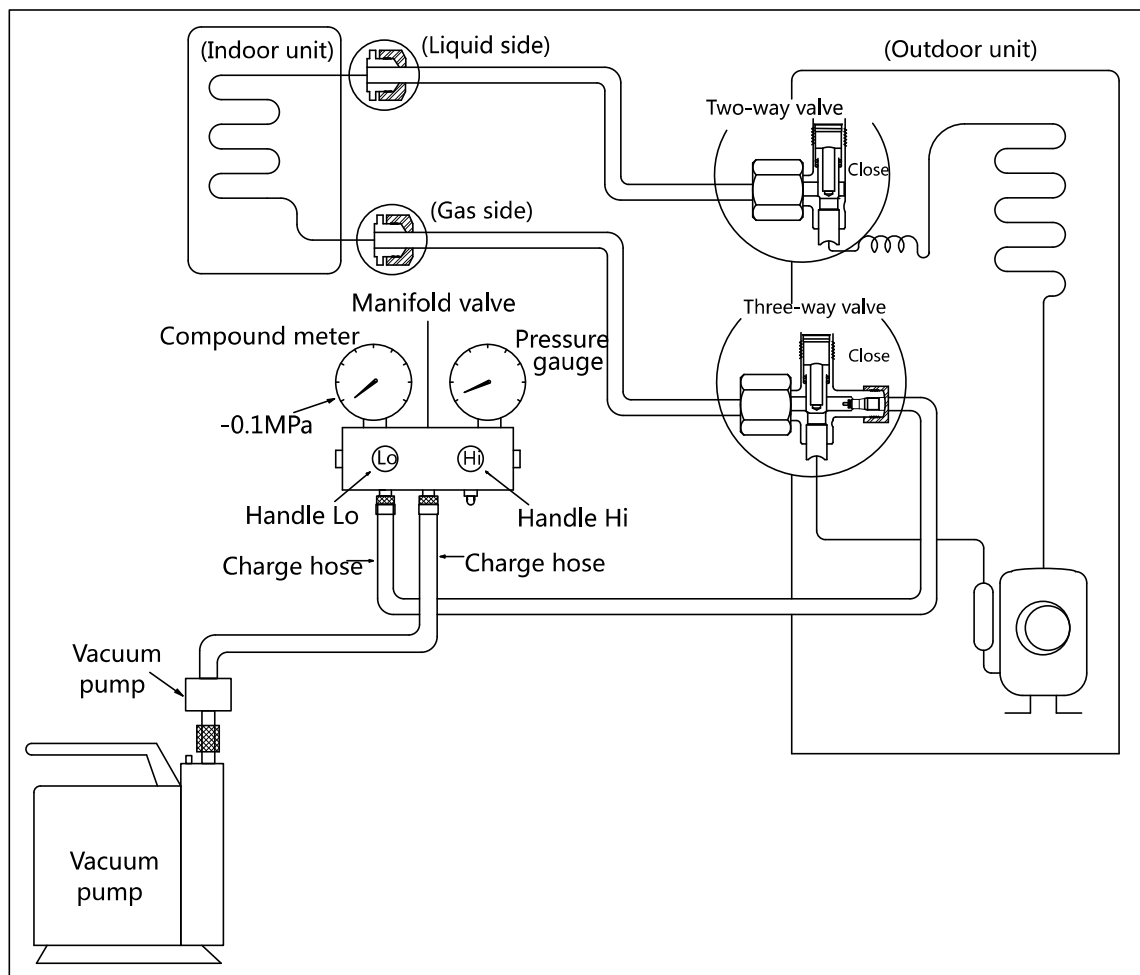 (Indoor unit)
(Liquid side)
(Outdoor unit)
Two-way valve
Close
(Gas side)
Manifold valve
Three-way valve
Compound meter
Pressure
gauge
Close
-0.1MPa
Lo
Hi
Handle Lo
Handle Hi
Charge hose
Charge hose
Vacuum
pump
Vacuum
pump